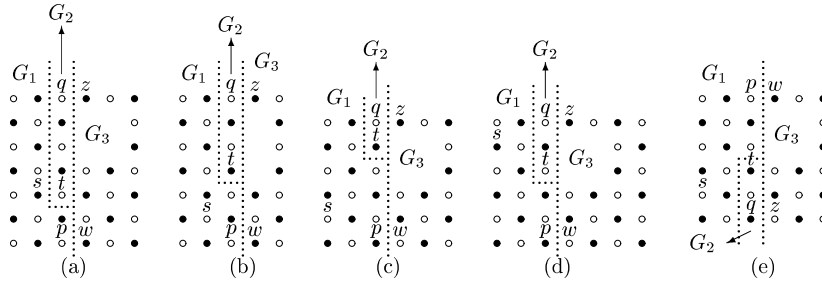 G₂ G₂
G₁ q z G₁ q z G₃ G₂ G₂ G₁ p w
G₁ q z G₁ q z
G₃ t s G₃
t G₃ t G₃ t
s t s s s q z
p w s p w p w p w G₂
(a) (b) (c) (d) (e)